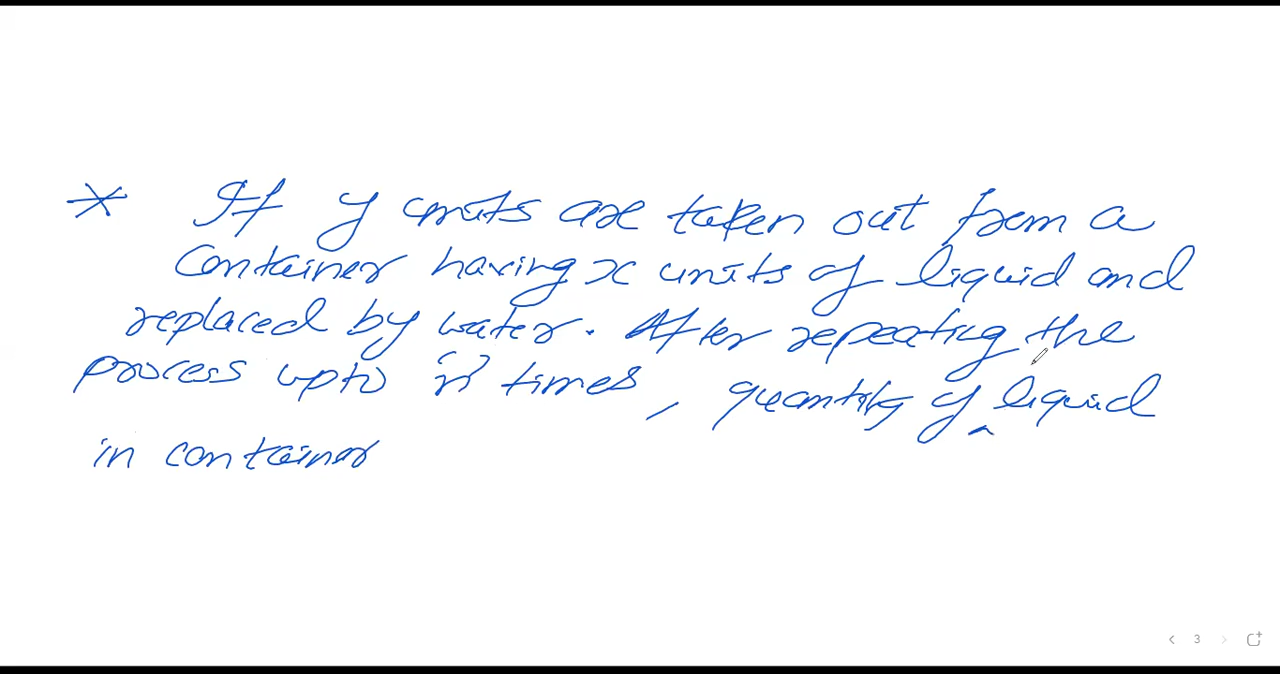 * If y units are taken out from a
container having x units of liquid and
replaced by water. After repeating the
process upto 'n' times, quantity of liquid
in container
3